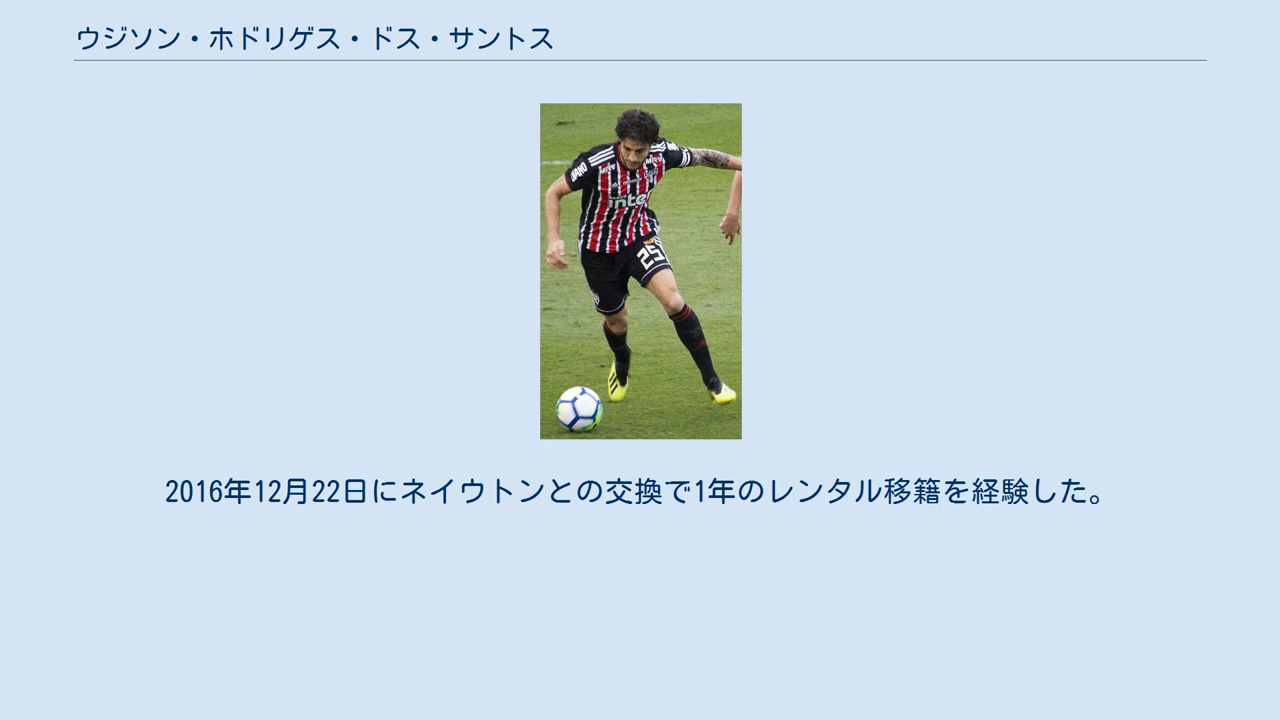 ウジソン・ホドリゲス・ドス・サントス
inter
25
2016年12月22日にネイウトンとの交換で1年のレンタル移籍を経験した。